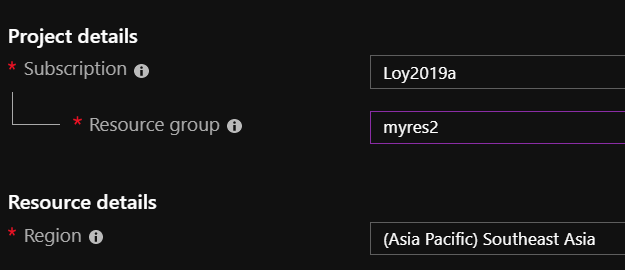 Project details
* Subscription Loy2019a
* Resource group myres2
Resource details
* Region (Asia Pacific) Southeast Asia